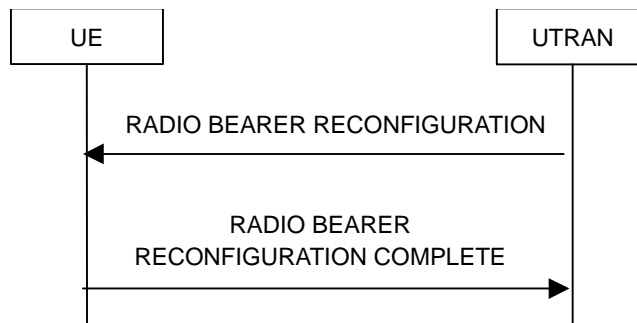 UE
UTRAN
RADIO BEARER RECONFIGURATION
RADIO BEARER
RECONFIGURATION COMPLETE